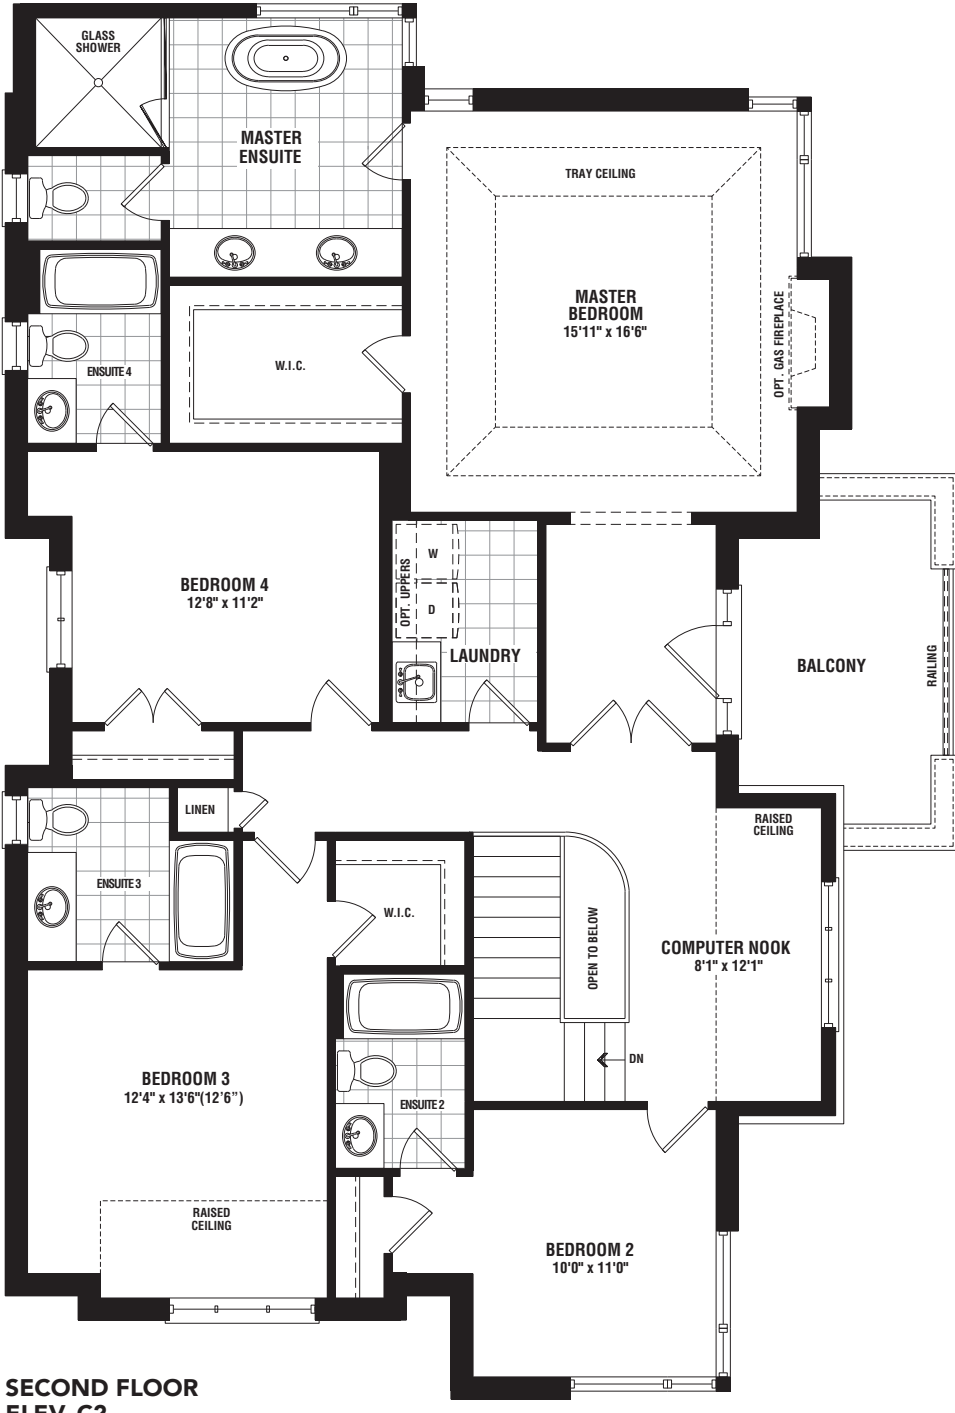 GLASS
SHOWER
MASTER
ENSUITE
TRAY CEILING
MASTER
BEDROOM
15'11" x 16'6"
OPT. GAS FIREPLACE
W.I.C.
ENSUITE 4
BEDROOM 4
12'8" x 11'2"
OPT. UPPERS
W
D
LAUNDRY
BALCONY
RAILING
LINEN
RAISED
CEILING
ENSUITE 3
W.I.C.
OPEN TO BELOW
COMPUTER NOOK
8'1" x 12'1"
DN
BEDROOM 3
12'4" x 13'6"(12'6”)
ENSUITE 2
RAISED
CEILING
BEDROOM 2
10'0" x 11'0"
SECOND FLOOR
ELEV. C2